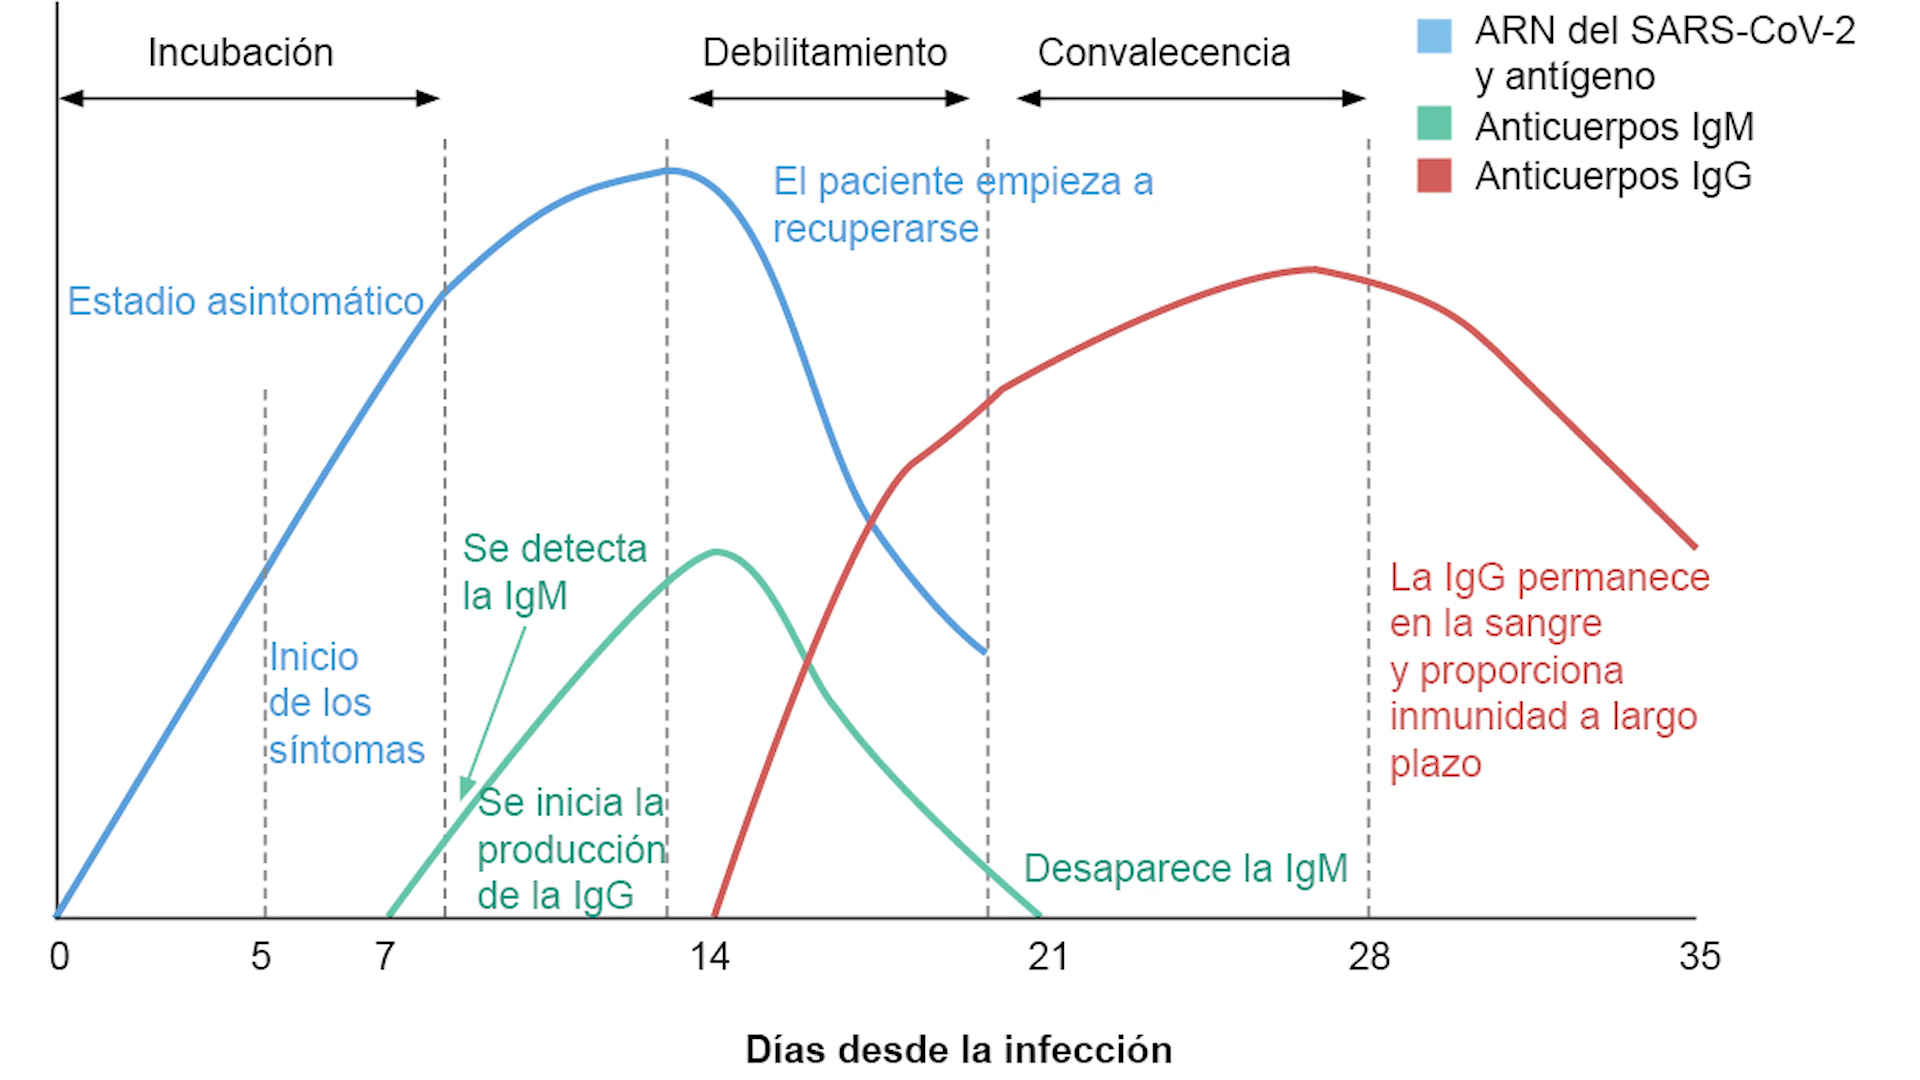 Incubación
Debilitamiento
Convalecencia
ARN del SARS-CoV-2
y antígeno
Anticuerpos IgM
Anticuerpos IgG
El paciente empieza a
recuperarse
Estadio asintomático
Se detecta
la IgM
Inicio
de los
síntomas
Se inicia la
producción
de la IgG
Desaparece la IgM
La IgG permanece
en la sangre
y proporciona
inmunidad a largo
plazo
0 5 7 14 21 28 35
Días desde la infección